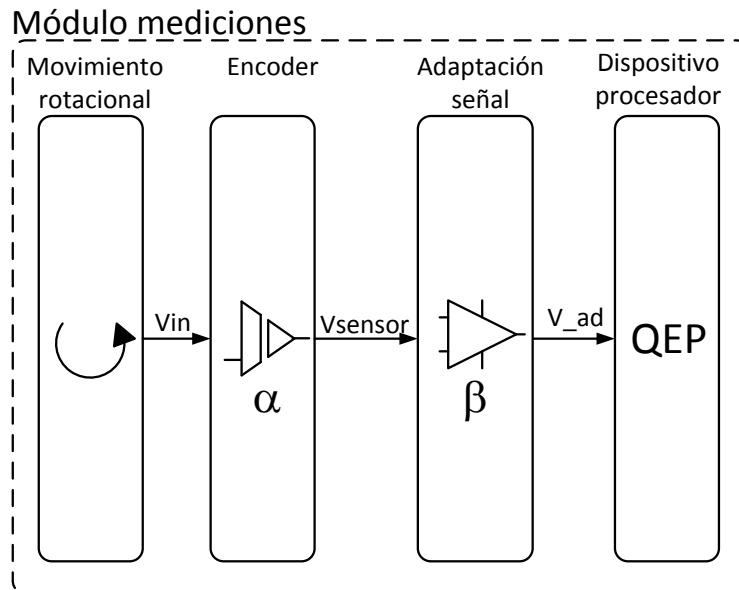 Módulo mediciones
Movimiento
rotacional
Encoder
Adaptación
señal
Dispositivo
procesador
Vin
Vsensor
V_ad
QEP
α
β